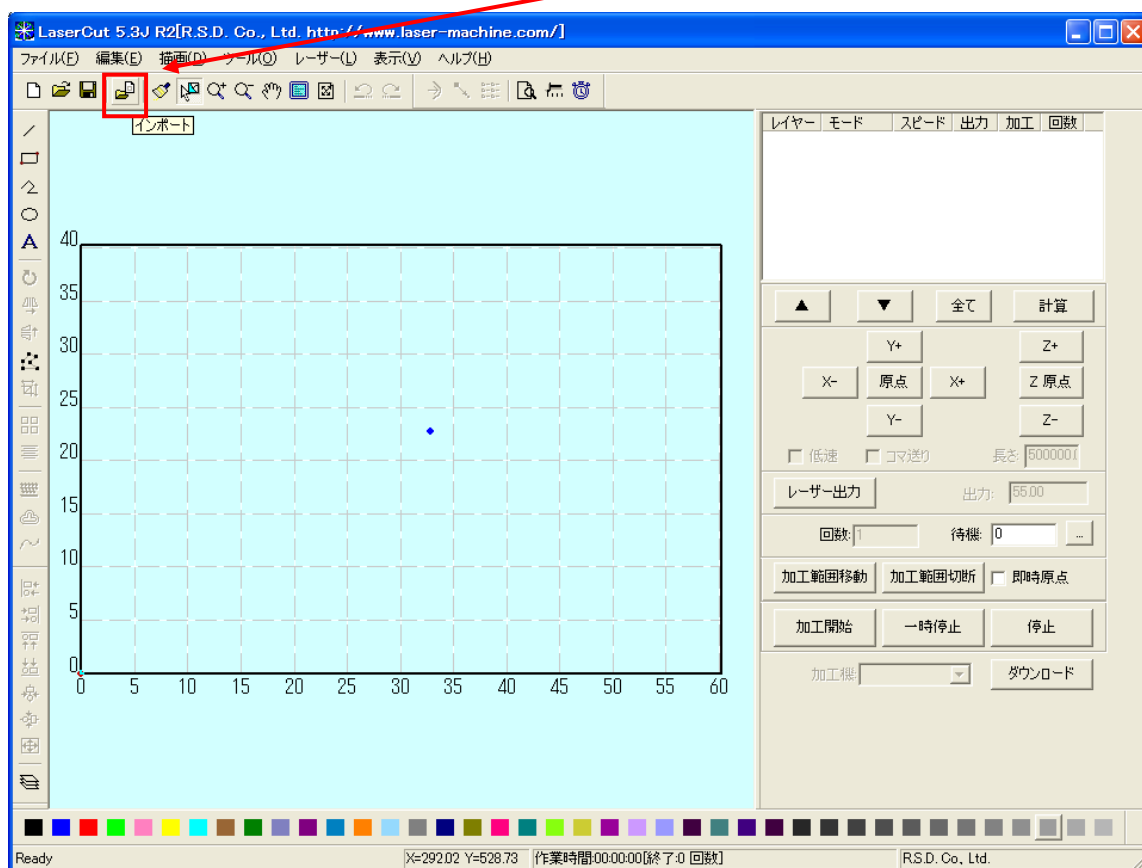 LaserCut 5.3J R2[R.S.D. Co., Ltd. http://www.laser-machine.com/]
ファイル(F) 編集(E) 描画(D) ツール(O) レーザー(L) 表示(V) ヘルプ(H)
インポート
レイヤー モード スピード 出力 加工 回数
A
40
35
30
25
20
15
10
5
0
0 5 10 15 20 25 30 35 40 45 50 55 60
▲ ▼ 全て 計算
Y+ Z+
X- 原点 X+ Z 原点
Y- Z-
低速 コマ送り 長さ: 500000.(
レーザー出力 出力: 55.00
回数: 1 待機: 0 ...
加工範囲移動 加工範囲切断 即時原点
加工開始 一時停止 停止
加工機: ダウンロード
Ready X=292.02 Y=528.73 作業時間:00:00:00[終了:0 回数] R.S.D. Co., Ltd.